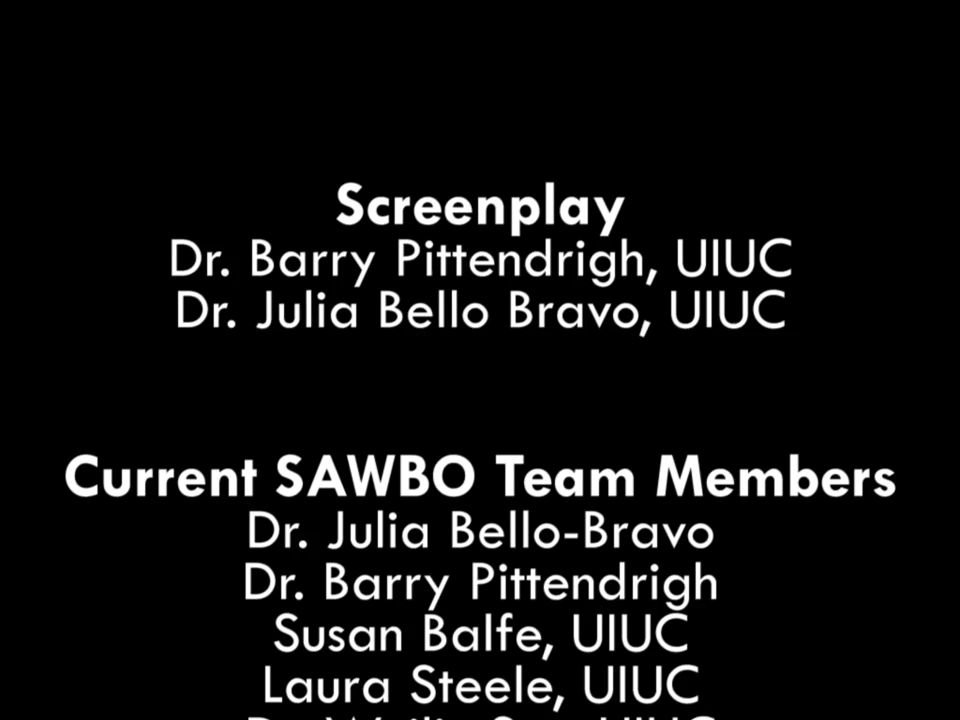 Screenplay
Dr. Barry Pittendrigh, UIUC
Dr. Julia Bello Bravo, UIUC
Current SAWBO Team Members
Dr. Julia Bello-Bravo
Dr. Barry Pittendrigh
Susan Balfe, UIUC
Laura Steele, UIUC